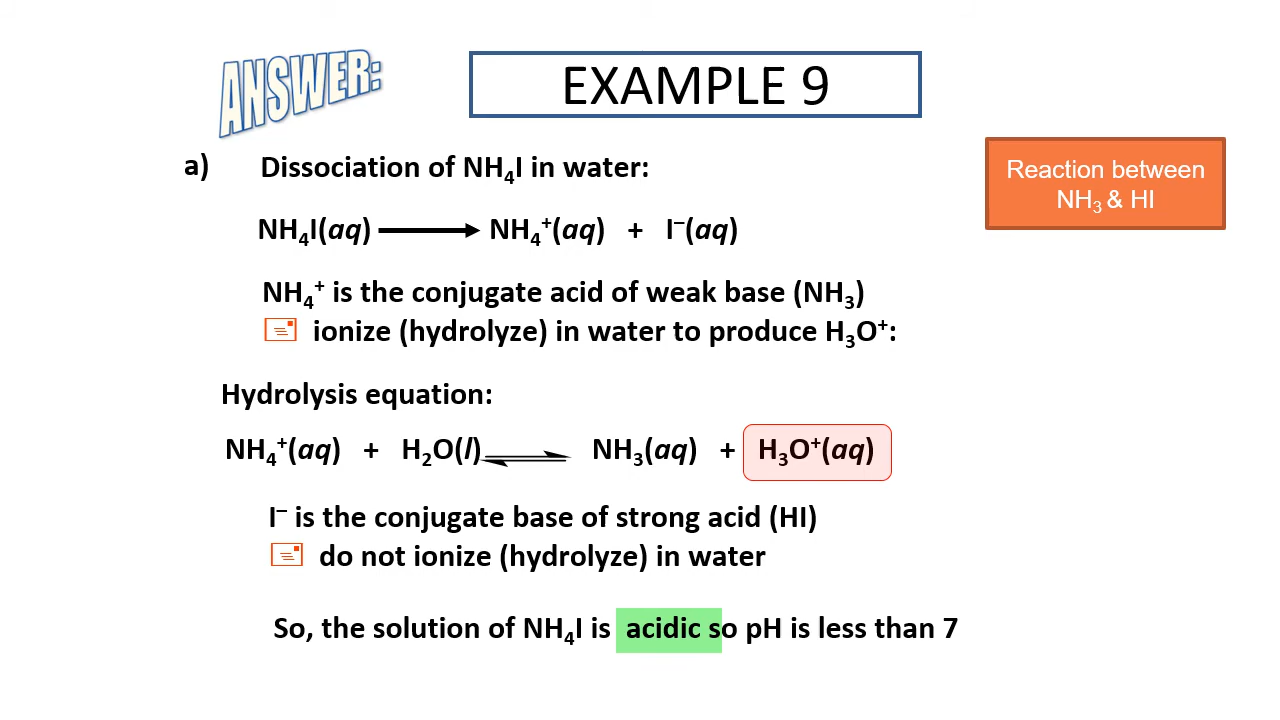 ANSWER:
EXAMPLE 9
a) Dissociation of NH₄I in water:
Reaction between
NH₃ & HI
NH₄I(aq) ⟶ NH₄⁺(aq) + I⁻(aq)
NH₄⁺ is the conjugate acid of weak base (NH₃)
ionize (hydrolyze) in water to produce H₃O⁺:
Hydrolysis equation:
NH₄⁺(aq) + H₂O(l) ⇌ NH₃(aq) + H₃O⁺(aq)
I⁻ is the conjugate base of strong acid (HI)
do not ionize (hydrolyze) in water
So, the solution of NH₄I is acidic so pH is less than 7